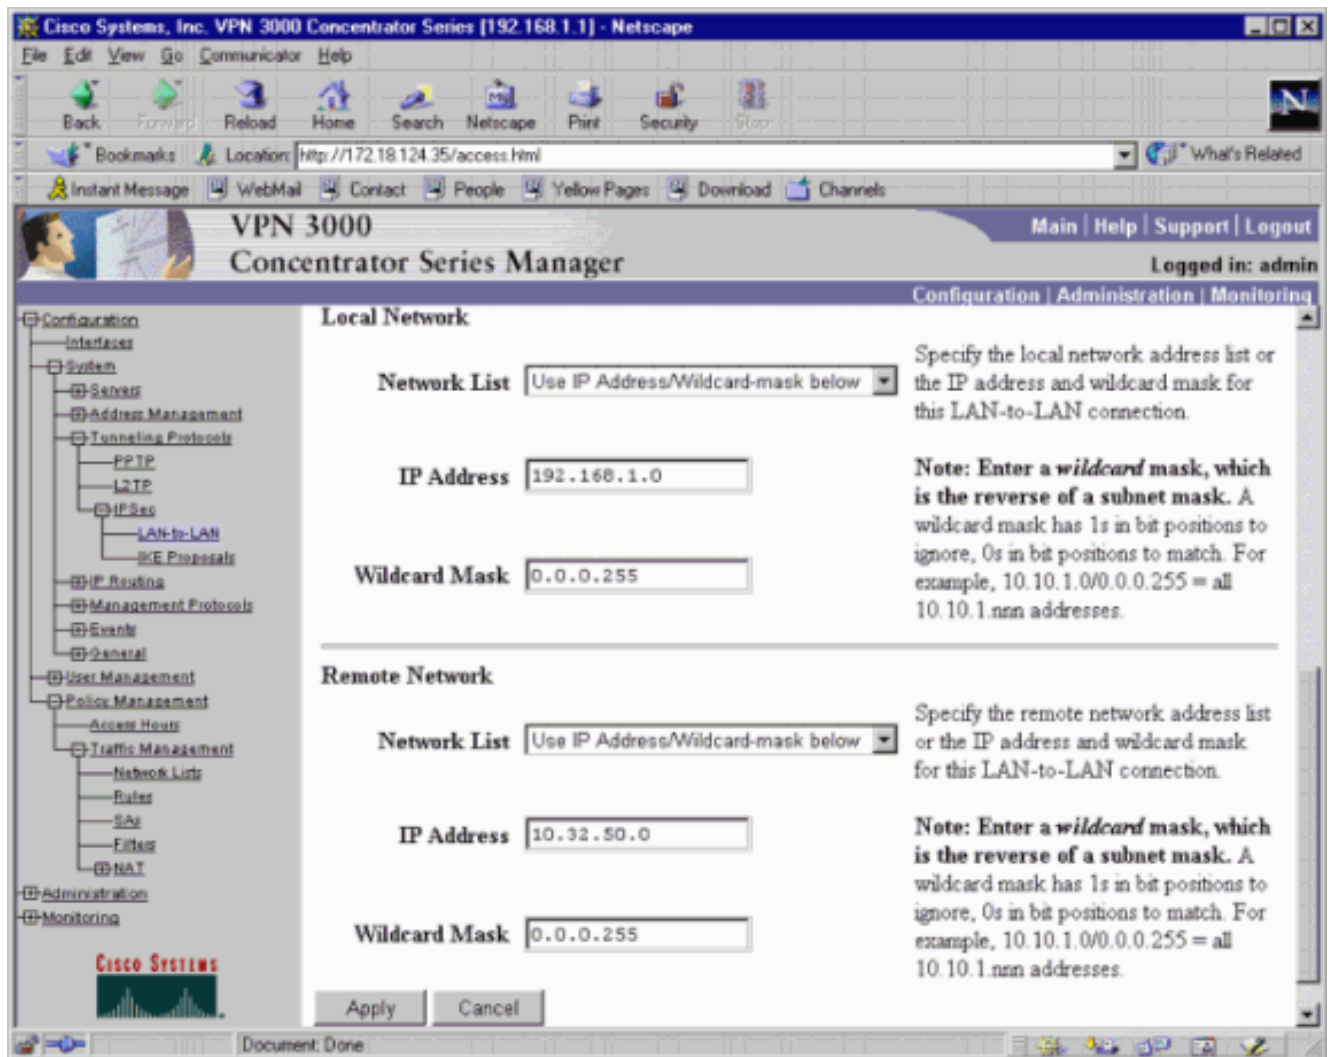 Cisco Systems, Inc. VPN 3000 Concentrator Series [192.168.1.1] - Netscape
File Edit View Go Communicator Help
Back Forward Reload Home Search Netscape Print Security Stop
Bookmarks Location: http://172.18.124.35/access.html What's Related
Instant Message WebMail Contact People Yellow Pages Download Channels
VPN 3000
Concentrator Series Manager
Main | Help | Support | Logout
Logged in: admin
Configuration | Administration | Monitoring
Configuration
Interfaces
System
Servers
Address Management
Tunneling Protocols
PPTP
L2TP
IPSec
LAN-to-LAN
IKE Proposals
IP Routing
Management Protocols
Events
General
User Management
Policy Management
Access Hours
Traffic Management
Network Lists
Rules
SAs
Filters
NAT
Administration
Monitoring
CISCO SYSTEMS
Local Network
Network List Use IP Address/Wildcard-mask below
Specify the local network address list or
the IP address and wildcard mask for
this LAN-to-LAN connection.
IP Address 192.168.1.0
Wildcard Mask 0.0.0.255
Note: Enter a wildcard mask, which
is the reverse of a subnet mask. A
wildcard mask has 1s in bit positions to
ignore, 0s in bit positions to match. For
example, 10.10.1.0/0.0.0.255 = all
10.10.1.nnn addresses.
Remote Network
Network List Use IP Address/Wildcard-mask below
Specify the remote network address list
or the IP address and wildcard mask
for this LAN-to-LAN connection.
IP Address 10.32.50.0
Wildcard Mask 0.0.0.255
Note: Enter a wildcard mask, which
is the reverse of a subnet mask. A
wildcard mask has 1s in bit positions to
ignore, 0s in bit positions to match. For
example, 10.10.1.0/0.0.0.255 = all
10.10.1.nnn addresses.
Apply Cancel
Document: Done